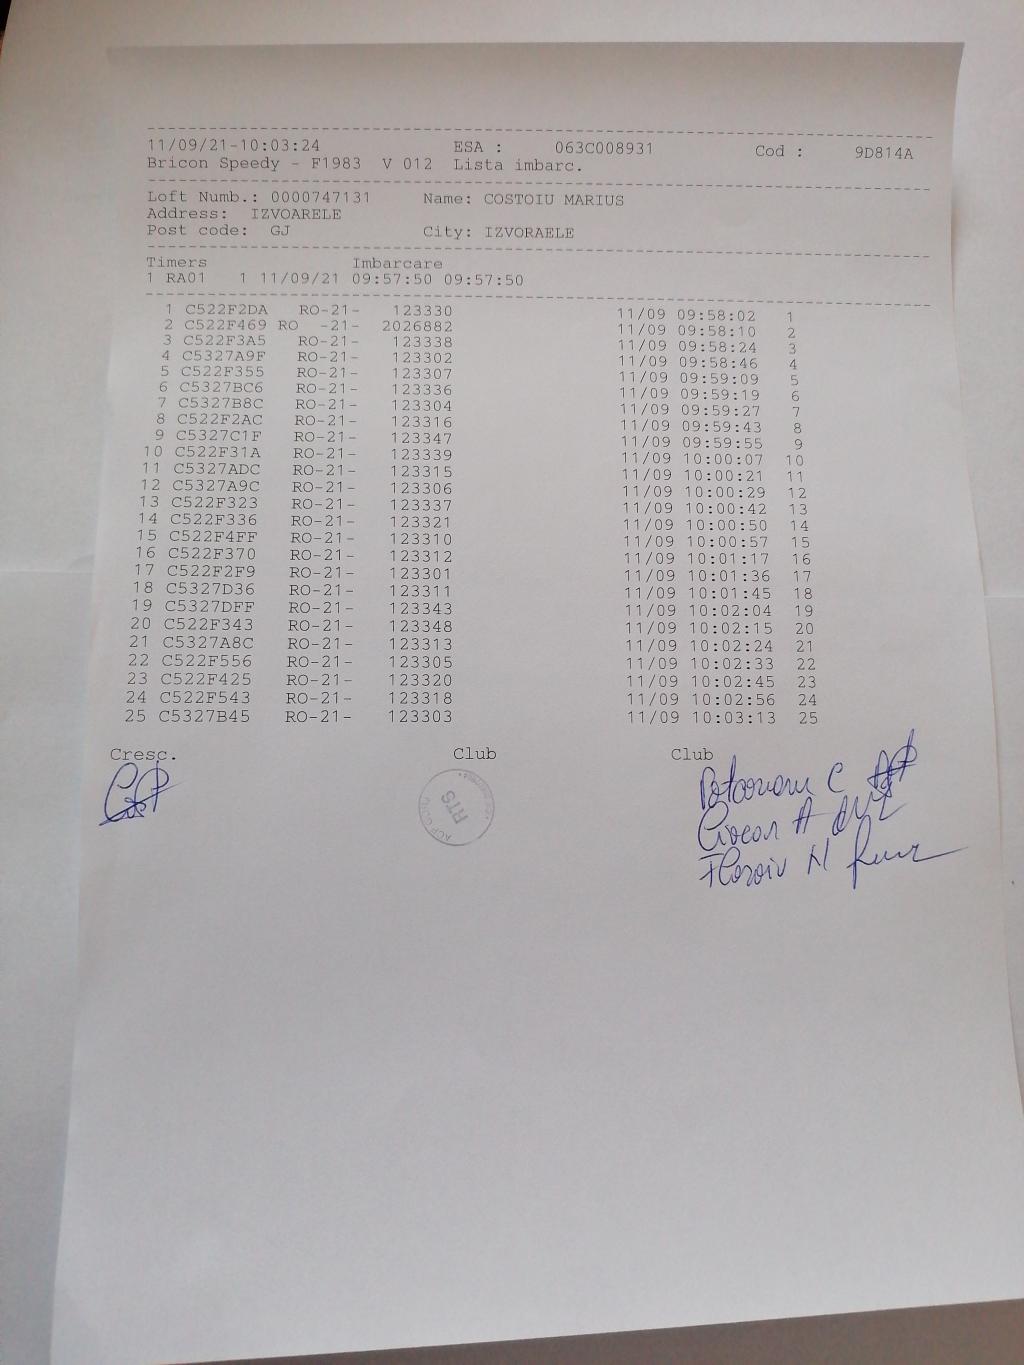 11/09/21-10:03:24 ESA : 063C008931 Cod : 9D814A
Bricon Speedy - F1983 V 012 Lista imbarc.
Loft Numb.: 0000747131 Name: COSTOIU MARIUS
Address: IZVOARELE
Post code: GJ City: IZVORAELE
Timers Imbarcare
1 RA01 1 11/09/21 09:57:50 09:57:50
1 C522F2DA RO-21- 123330 11/09 09:58:02 1
2 C522F469 RO -21- 2026882 11/09 09:58:10 2
3 C522F3A5 RO-21- 123338 11/09 09:58:24 3
4 C5327A9F RO-21- 123302 11/09 09:58:46 4
5 C522F355 RO-21- 123307 11/09 09:59:09 5
6 C5327BC6 RO-21- 123336 11/09 09:59:19 6
7 C5327B8C RO-21- 123304 11/09 09:59:27 7
8 C522F2AC RO-21- 123316 11/09 09:59:43 8
9 C5327C1F RO-21- 123347 11/09 09:59:55 9
10 C522F31A RO-21- 123339 11/09 10:00:07 10
11 C5327ADC RO-21- 123315 11/09 10:00:21 11
12 C5327A9C RO-21- 123306 11/09 10:00:29 12
13 C522F323 RO-21- 123337 11/09 10:00:42 13
14 C522F336 RO-21- 123321 11/09 10:00:50 14
15 C522F4FF RO-21- 123310 11/09 10:00:57 15
16 C522F370 RO-21- 123312 11/09 10:01:17 16
17 C522F2F9 RO-21- 123301 11/09 10:01:36 17
18 C5327D36 RO-21- 123311 11/09 10:01:45 18
19 C5327DFF RO-21- 123343 11/09 10:02:04 19
20 C522F343 RO-21- 123348 11/09 10:02:15 20
21 C5327A8C RO-21- 123313 11/09 10:02:24 21
22 C522F556 RO-21- 123305 11/09 10:02:33 22
23 C522F425 RO-21- 123320 11/09 10:02:45 23
24 C522F543 RO-21- 123318 11/09 10:02:56 24
25 C5327B45 RO-21- 123303 11/09 10:03:13 25
Cresc. Club Club
RTS